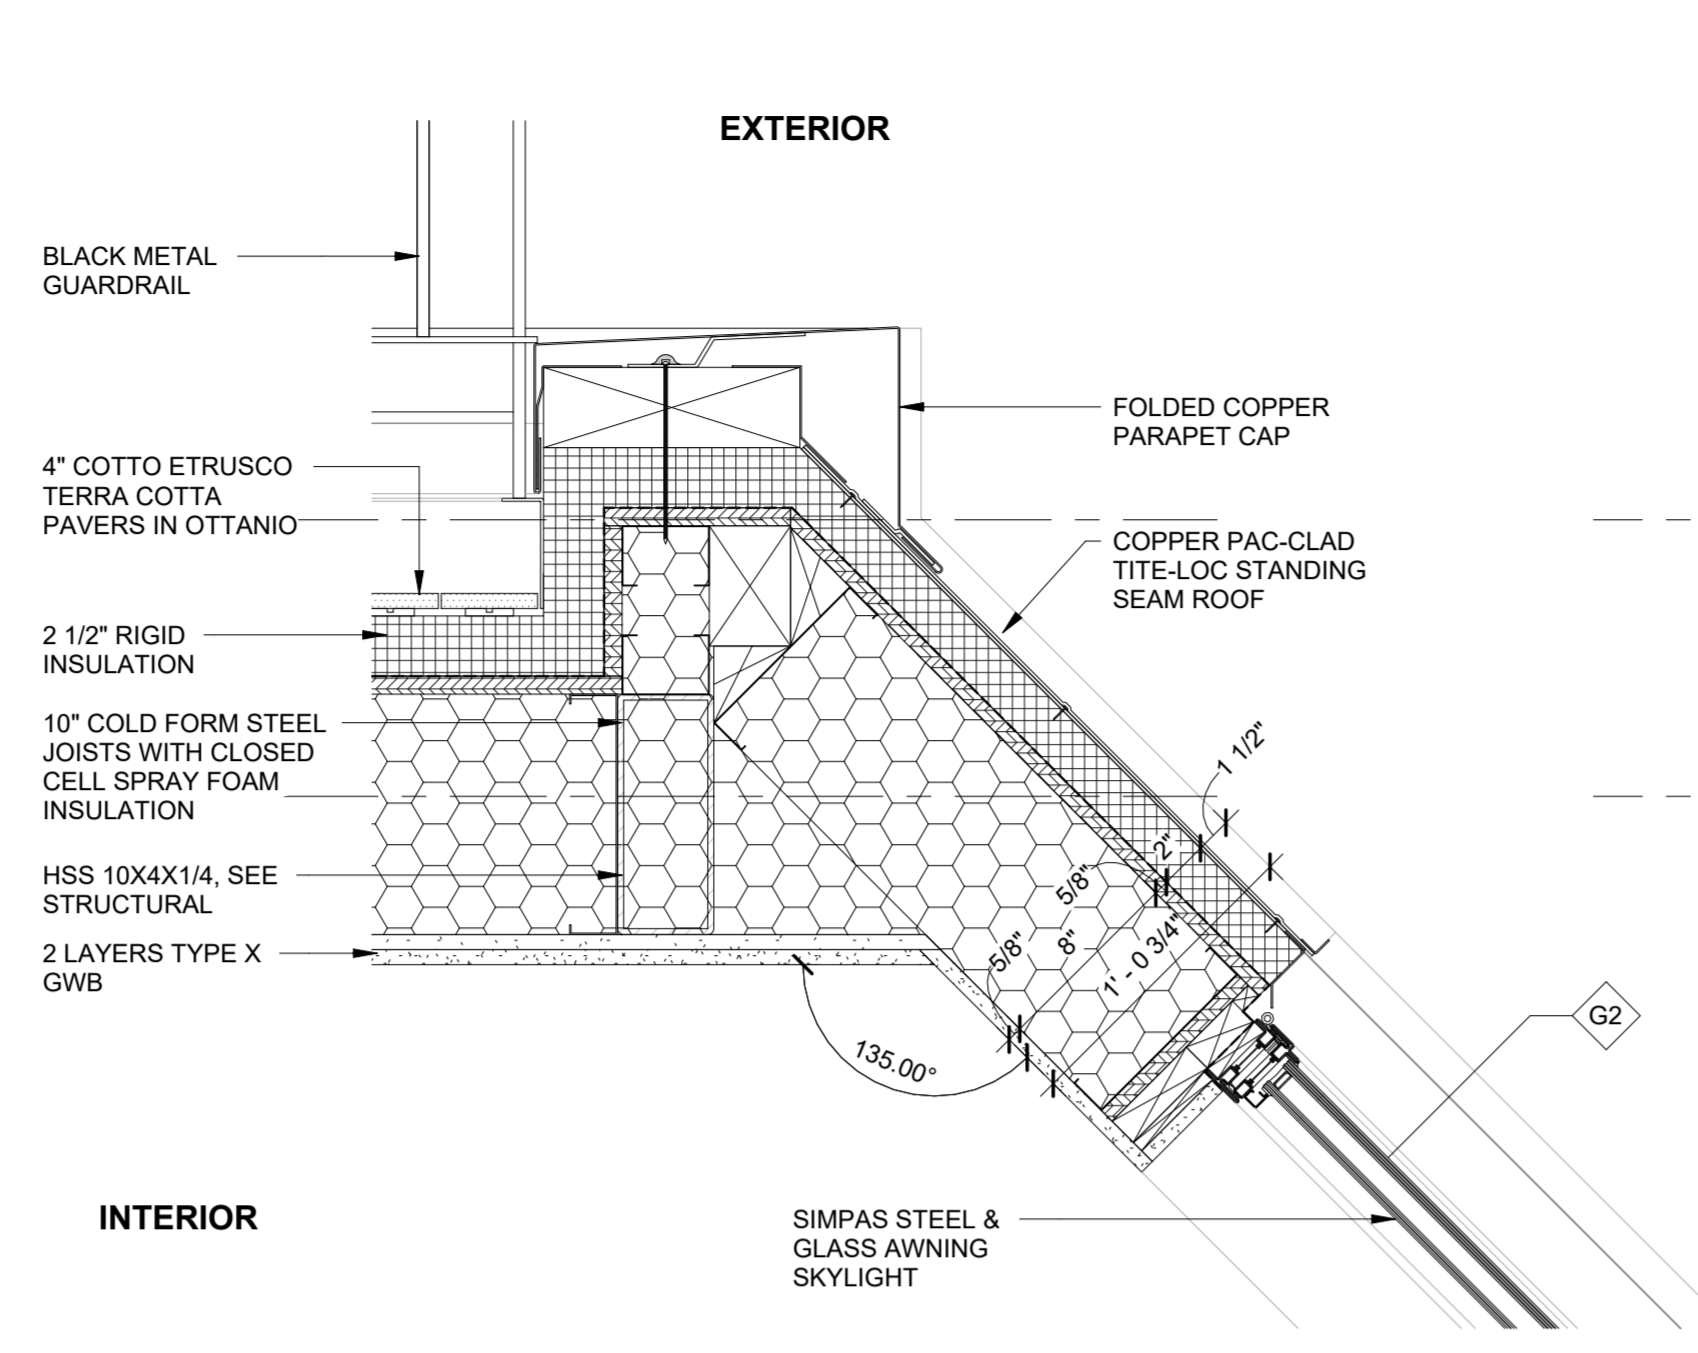 EXTERIOR
BLACK METAL
GUARDRAIL
FOLDED COPPER
PARAPET CAP
4" COTTO ETRUSCO
TERRA COTTA
PAVERS IN OTTANIO
COPPER PAC-CLAD
TITE-LOC STANDING
SEAM ROOF
2 1/2" RIGID
INSULATION
10" COLD FORM STEEL
JOISTS WITH CLOSED
CELL SPRAY FOAM
INSULATION
1 1/2"
2"
5/8"
8"
5/8"
1' - 0 3/4"
HSS 10X4X1/4, SEE
STRUCTURAL
2 LAYERS TYPE X
GWB
135.00°
G2
INTERIOR
SIMPAS STEEL &
GLASS AWNING
SKYLIGHT